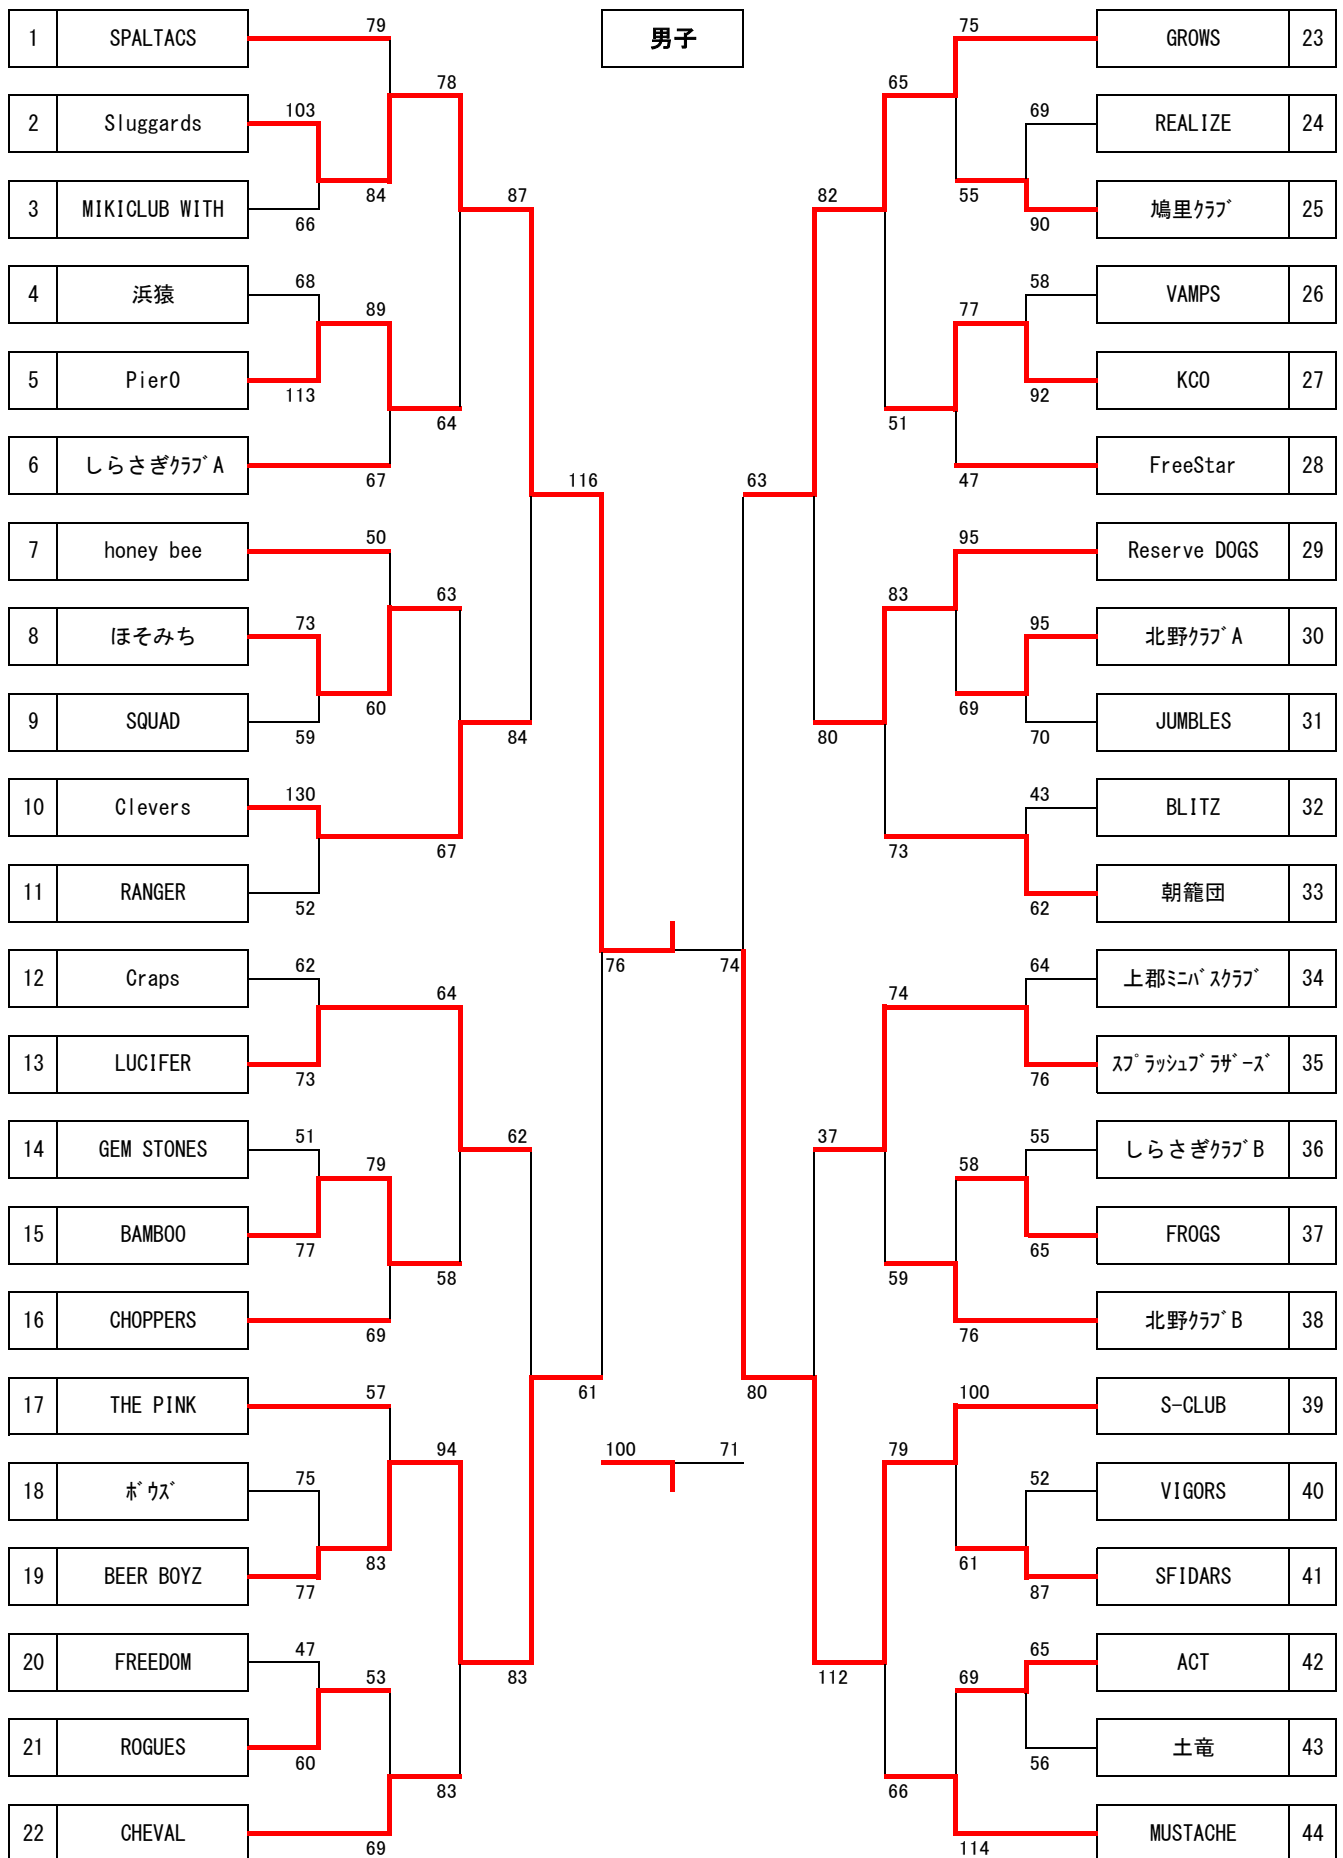 男子
1 SPALTACS 79 75 GROWS 23
78 65
2 Sluggards 103 69 REALIZE 24
3 MIKICLUB WITH 84 87 82 55 鳩里ｸﾗﾌﾞ 25
66 90
4 浜猿 68 58 VAMPS 26
89 77
5 PierO 113 92 KCO 27
64 51
6 しらさぎｸﾗﾌﾞA 67 116 63 47 FreeStar 28
7 honey bee 50 95 Reserve DOGS 29
63 83
8 ほそみち 73 95 北野ｸﾗﾌﾞA 30
60 69
9 SQUAD 59 84 80 70 JUMBLES 31
10 Clevers 130 43 BLITZ 32
67 73
11 RANGER 52 62 朝籠団 33
12 Craps 62 76 74 64 上郡ﾐﾆﾊﾞｽｸﾗﾌﾞ 34
64 74
13 LUCIFER 73 76 ｽﾌﾟﾗｯｼｭﾌﾞﾗｻﾞｰｽﾞ 35
14 GEM STONES 51 62 37 55 しらさぎｸﾗﾌﾞB 36
79 58
15 BAMBOO 77 65 FROGS 37
58 59
16 CHOPPERS 69 76 北野ｸﾗﾌﾞB 38
17 THE PINK 57 61 80 100 S-CLUB 39
94 100 71 79
18 ﾎﾞｳｽﾞ 75 52 VIGORS 40
83 61
19 BEER BOYZ 77 87 SFIDARS 41
20 FREEDOM 47 65 ACT 42
53 83 112 69
21 ROGUES 60 56 土竜 43
83 66
22 CHEVAL 69 114 MUSTACHE 44